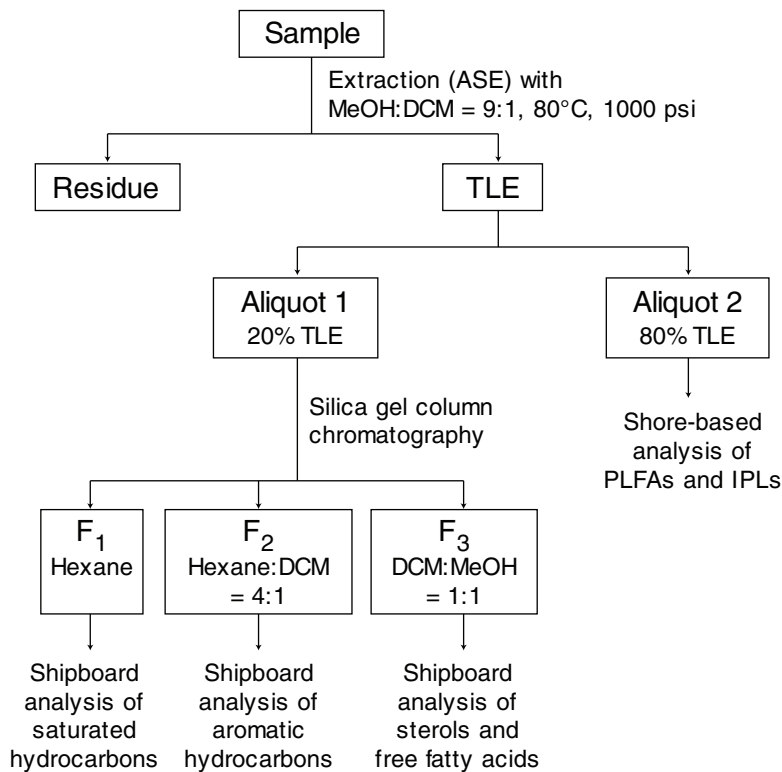 Sample
Extraction (ASE) with
MeOH:DCM = 9:1, 80°C, 1000 psi
Residue
TLE
Aliquot 1
20% TLE
Aliquot 2
80% TLE
Silica gel column
chromatography
Shore-based
analysis of
PLFAs and IPLs
F1
Hexane
F2
Hexane:DCM
= 4:1
F3
DCM:MeOH
= 1:1
Shipboard
analysis of
saturated
hydrocarbons
Shipboard
analysis of
aromatic
hydrocarbons
Shipboard
analysis of
sterols and
free fatty acids